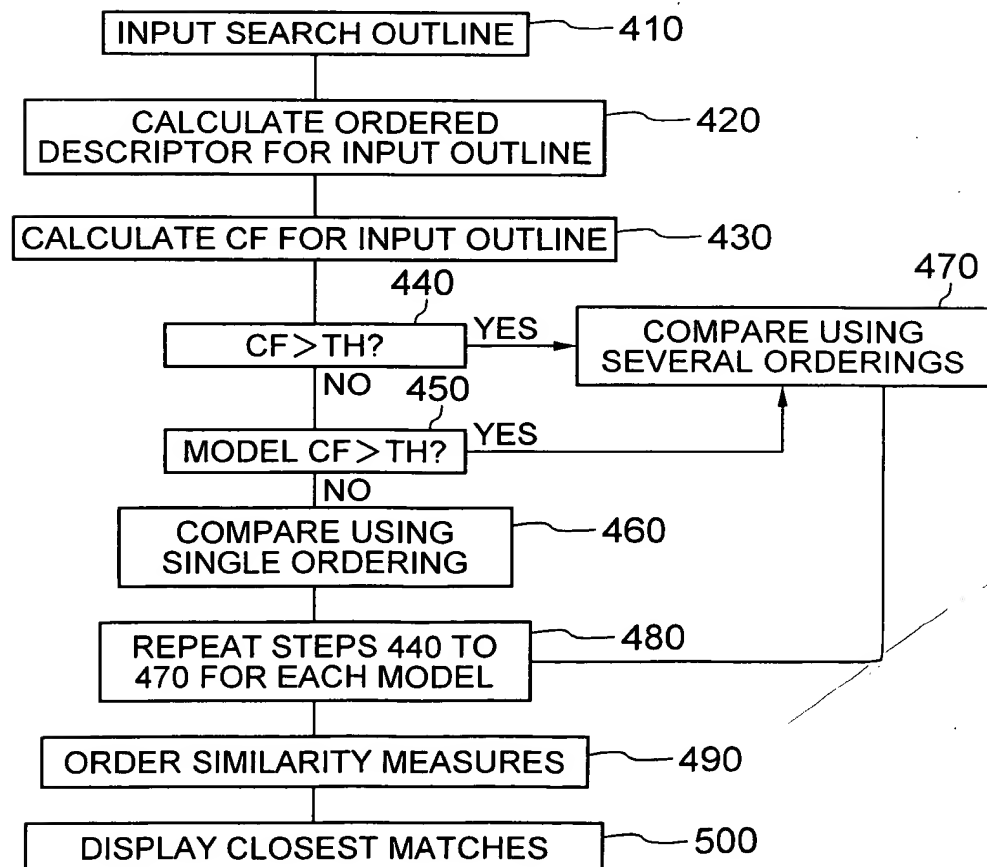 INPUT SEARCH OUTLINE
410
CALCULATE ORDERED
DESCRIPTOR FOR INPUT OUTLINE
420
CALCULATE CF FOR INPUT OUTLINE
430
440
CF>TH?
YES
NO
470
COMPARE USING
SEVERAL ORDERINGS
450
MODEL CF>TH?
YES
NO
COMPARE USING
SINGLE ORDERING
460
REPEAT STEPS 440 TO
470 FOR EACH MODEL
480
ORDER SIMILARITY MEASURES
490
DISPLAY CLOSEST MATCHES
500